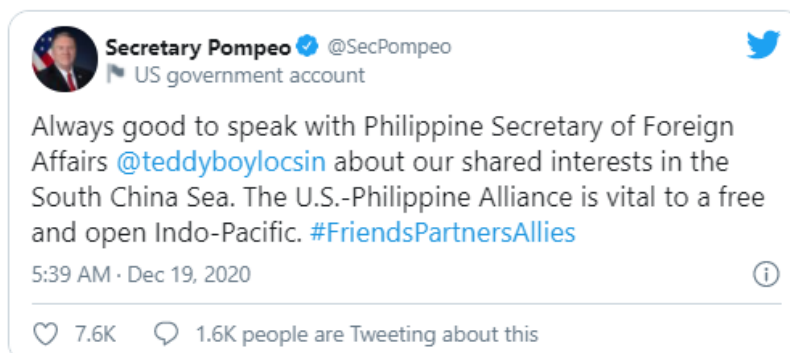 Secretary Pompeo @SecPompeo
US government account
Always good to speak with Philippine Secretary of Foreign
Affairs @teddyboylocsin about our shared interests in the
South China Sea. The U.S.-Philippine Alliance is vital to a free
and open Indo-Pacific. #FriendsPartnersAllies
5:39 AM · Dec 19, 2020
7.6K 1.6K people are Tweeting about this